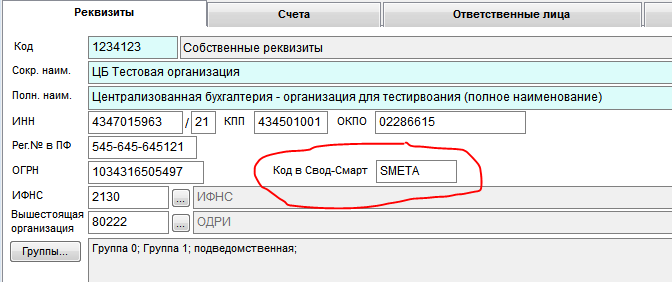 Реквизиты Счета Ответственные лица
Код 1234123 Собственные реквизиты
Сокр. наим. ЦБ Тестовая организация
Полн. наим. Централизованная бухгалтерия - организация для тестирвоания (полное наименование)
ИНН 4347015963 / 21 КПП 434501001 ОКПО 02286615
Рег.№ в ПФ 545-645-645121
ОГРН 1034316505497 Код в Свод-Смарт SMETA
ИФНС 2130 ... ИФНС
Вышестоящая
организация 80222 ... ОДРИ
Группы... Группа 0; Группа 1; подведомственная;